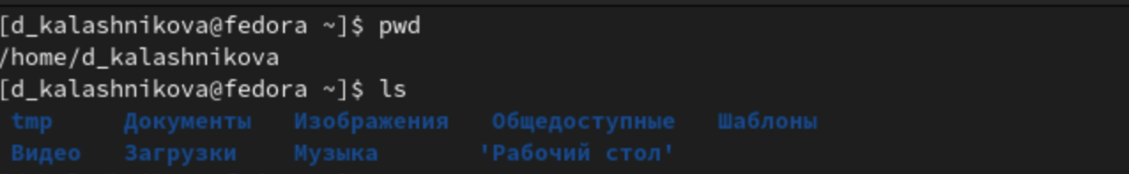 [d_kalashnikova@fedora ~]$ pwd
/home/d_kalashnikova
[d_kalashnikova@fedora ~]$ ls
tmp Документы Изображения Общедоступные Шаблоны
Видео Загрузки Музыка 'Рабочий стол'